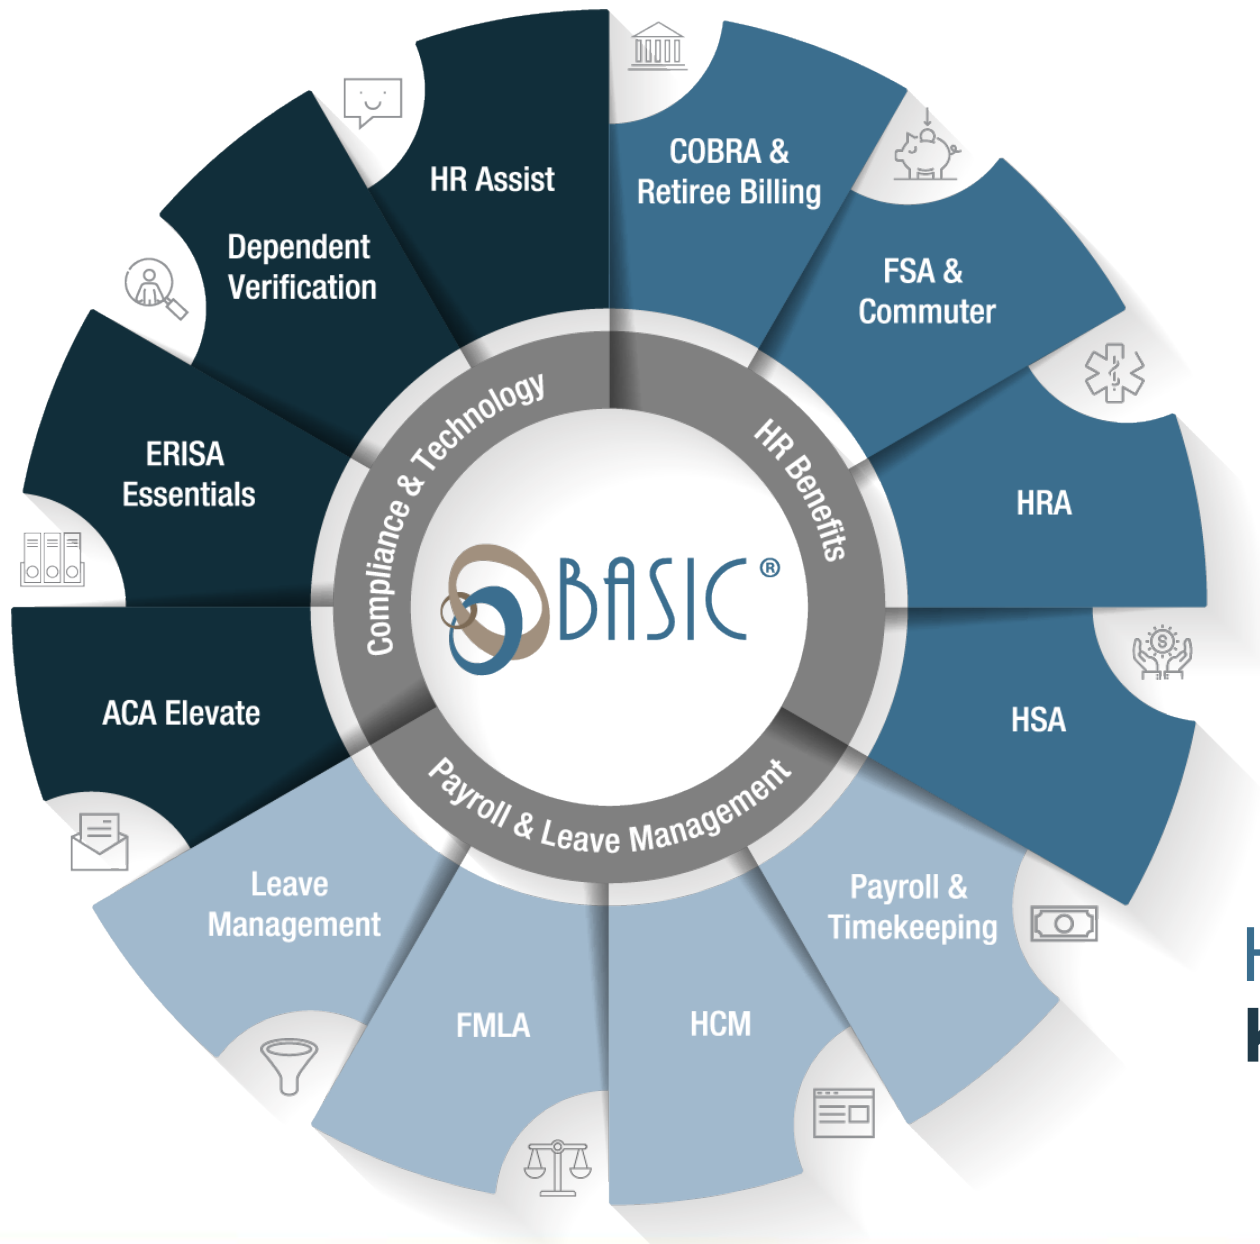 COBRA &
Retiree Billing
FSA &
Commuter
HRA
HSA
Payroll &
Timekeeping
HCM
FMLA
Leave
Management
ACA Elevate
ERISA
Essentials
Dependent
Verification
HR Assist
HR Benefits
Payroll & Leave Management
Compliance & Technology
BASIC®